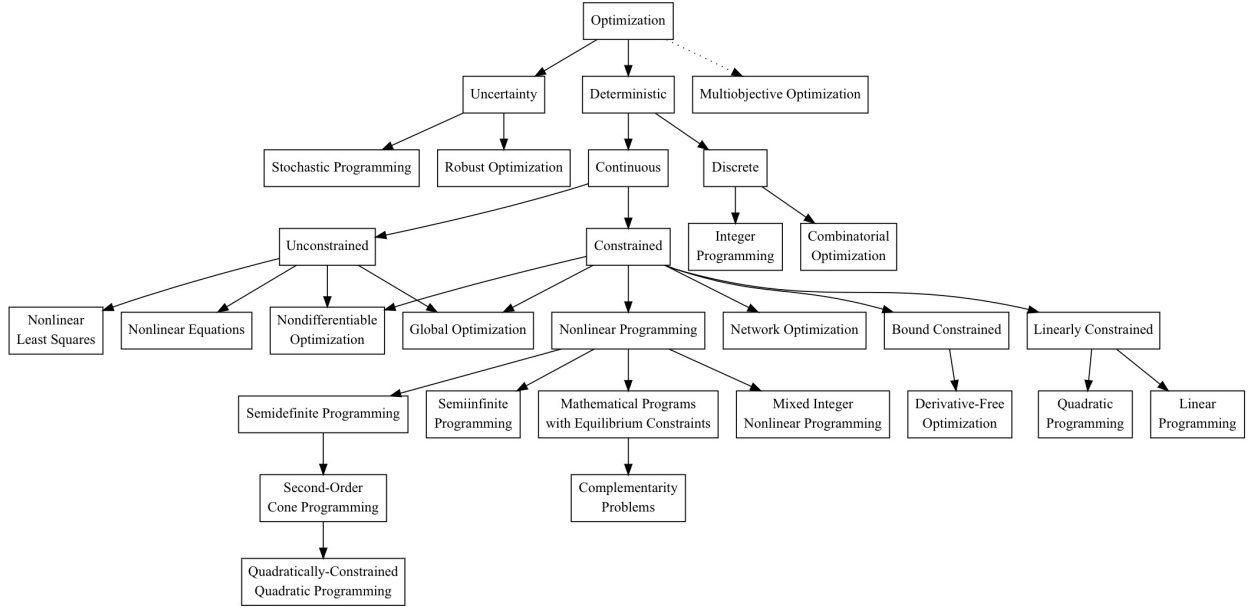 Optimization
Uncertainty
Deterministic
Multiobjective Optimization
Stochastic Programming
Robust Optimization
Continuous
Discrete
Unconstrained
Constrained
Integer
Programming
Combinatorial
Optimization
Nonlinear
Least Squares
Nonlinear Equations
Nondifferentiable
Optimization
Global Optimization
Nonlinear Programming
Network Optimization
Bound Constrained
Linearly Constrained
Semidefinite Programming
Semiinfinite
Programming
Mathematical Programs
with Equilibrium Constraints
Mixed Integer
Nonlinear Programming
Derivative-Free
Optimization
Quadratic
Programming
Linear
Programming
Second-Order
Cone Programming
Complementarity
Problems
Quadratically-Constrained
Quadratic Programming